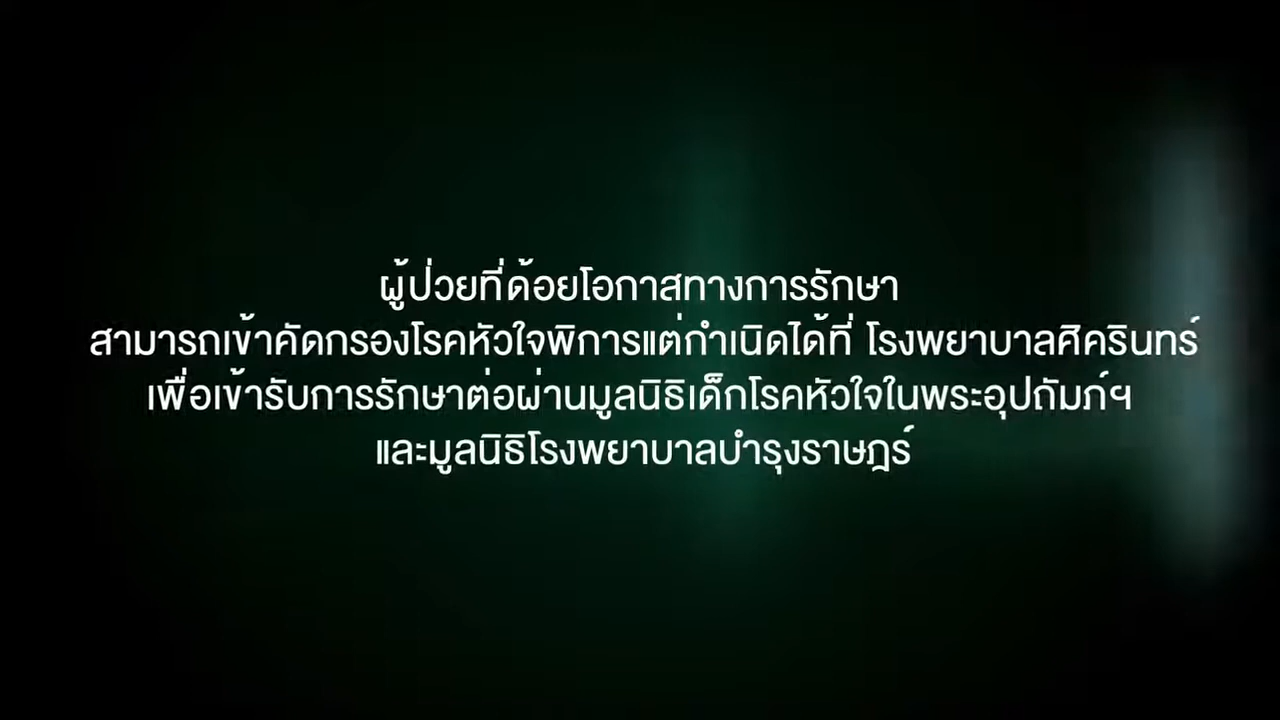 ผู้ป่วยที่ด้อยโอกาสทางการรักษา
สามารถเข้าคัดกรองโรคหัวใจพิการแต่กำเนิดได้ที่ โรงพยาบาลศิครินทร์
เพื่อเข้ารับการรักษาต่อผ่านมูลนิธิเด็กโรคหัวใจในพระอุปถัมภ์ฯ
และมูลนิธิโรงพยาบาลบำรุงราษฎร์